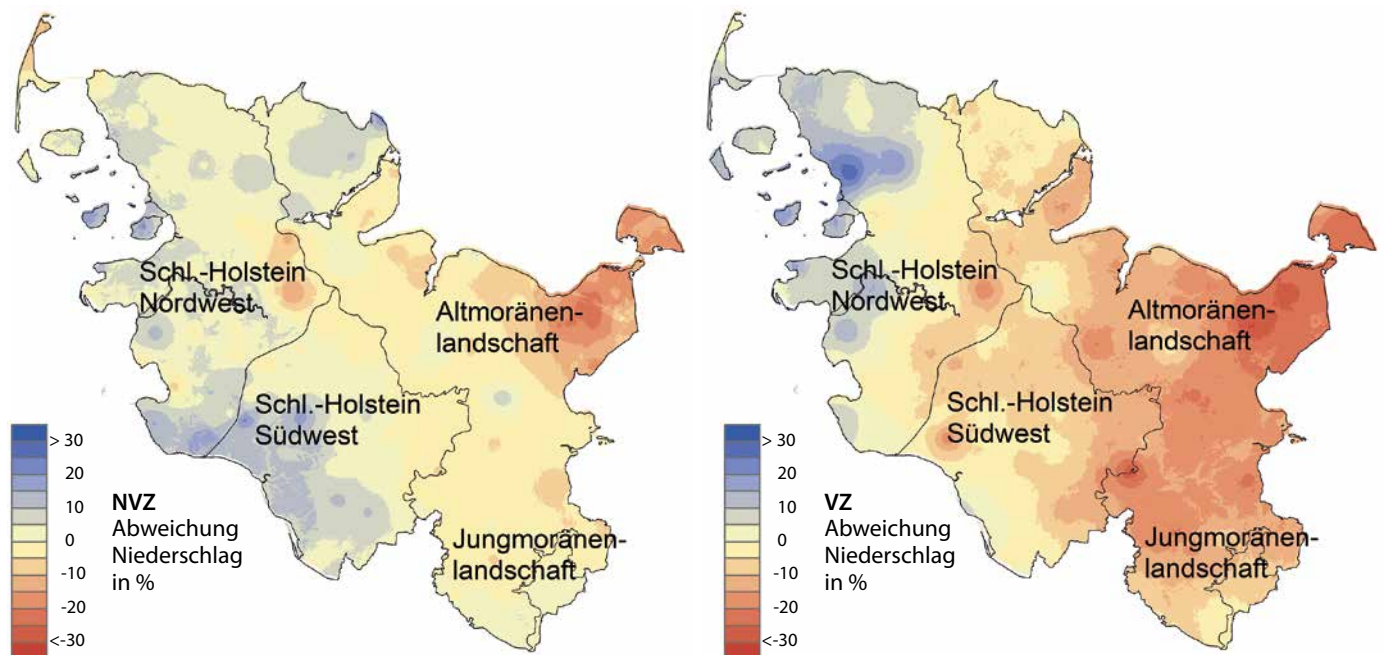 Schl.-Holstein
Nordwest
Altmoränen-
landschaft
Schl.-Holstein
Südwest
Jungmoränen-
landschaft
> 30
20
10
0
-10
-20
<-30
NVZ
Abweichung
Niederschlag
in %
Schl.-Holstein
Nordwest
Altmoränen-
landschaft
Schl.-Holstein
Südwest
Jungmoränen-
landschaft
> 30
20
10
0
-10
-20
<-30
VZ
Abweichung
Niederschlag
in %